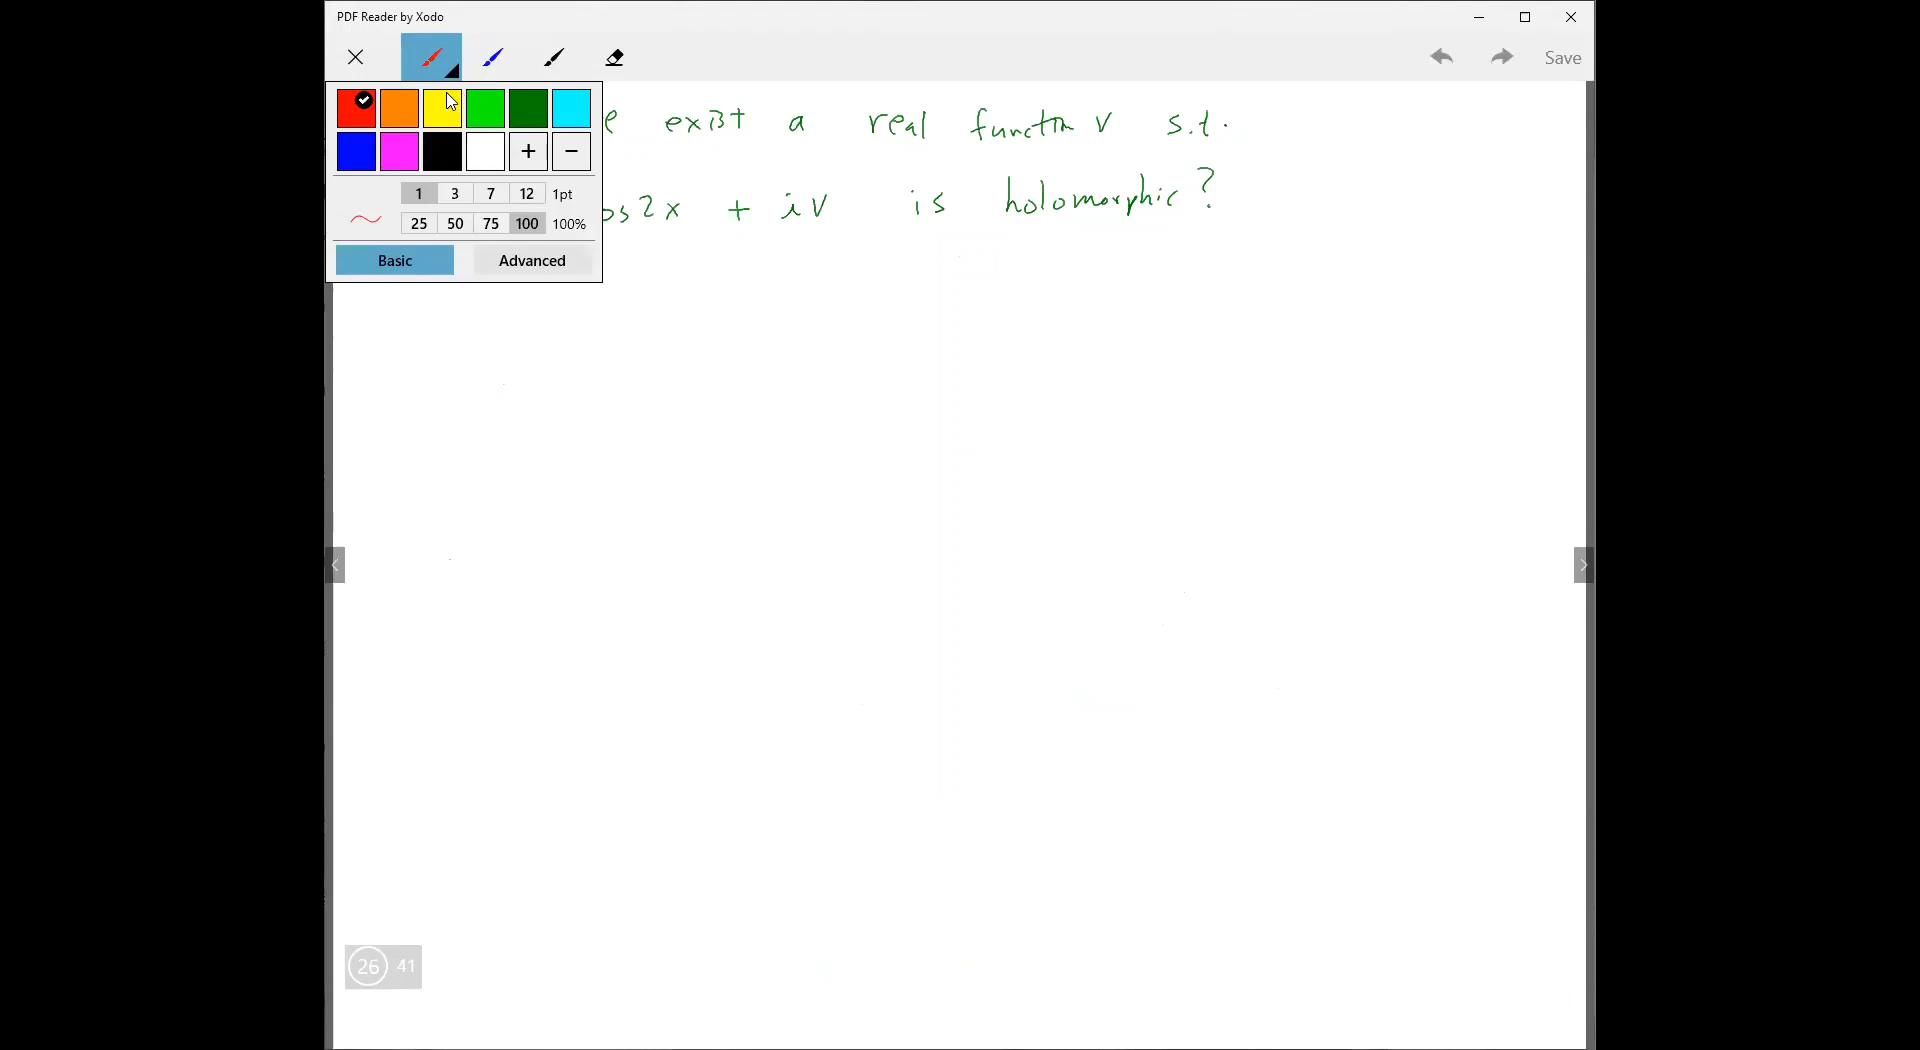 PDF Reader by Xodo
Save
e exist a real function v s.t.
os2x + iv is holomorphic?
+ −
1 3 7 12 1pt
25 50 75 100 100%
Basic Advanced
26 41